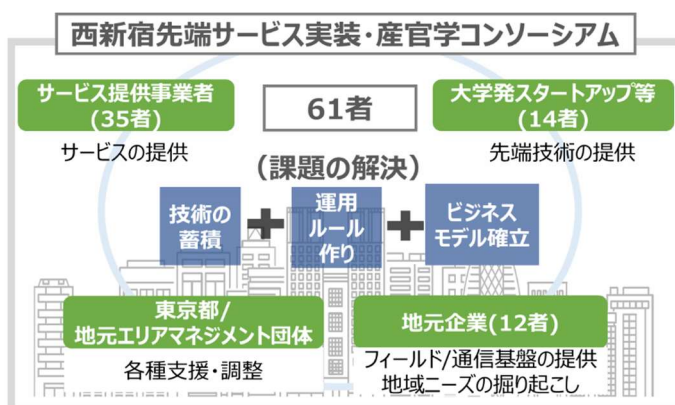 西新宿先端サービス実装・産官学コンソーシアム
サービス提供事業者
(35者)
サービスの提供
61者
大学発スタートアップ等
(14者)
先端技術の提供
(課題の解決)
技術の
蓄積
+
運用
ルール
作り
+
ビジネス
モデル確立
東京都/
地元エリアマネジメント団体
各種支援・調整
地元企業(12者)
フィールド/通信基盤の提供
地域ニーズの掘り起こし